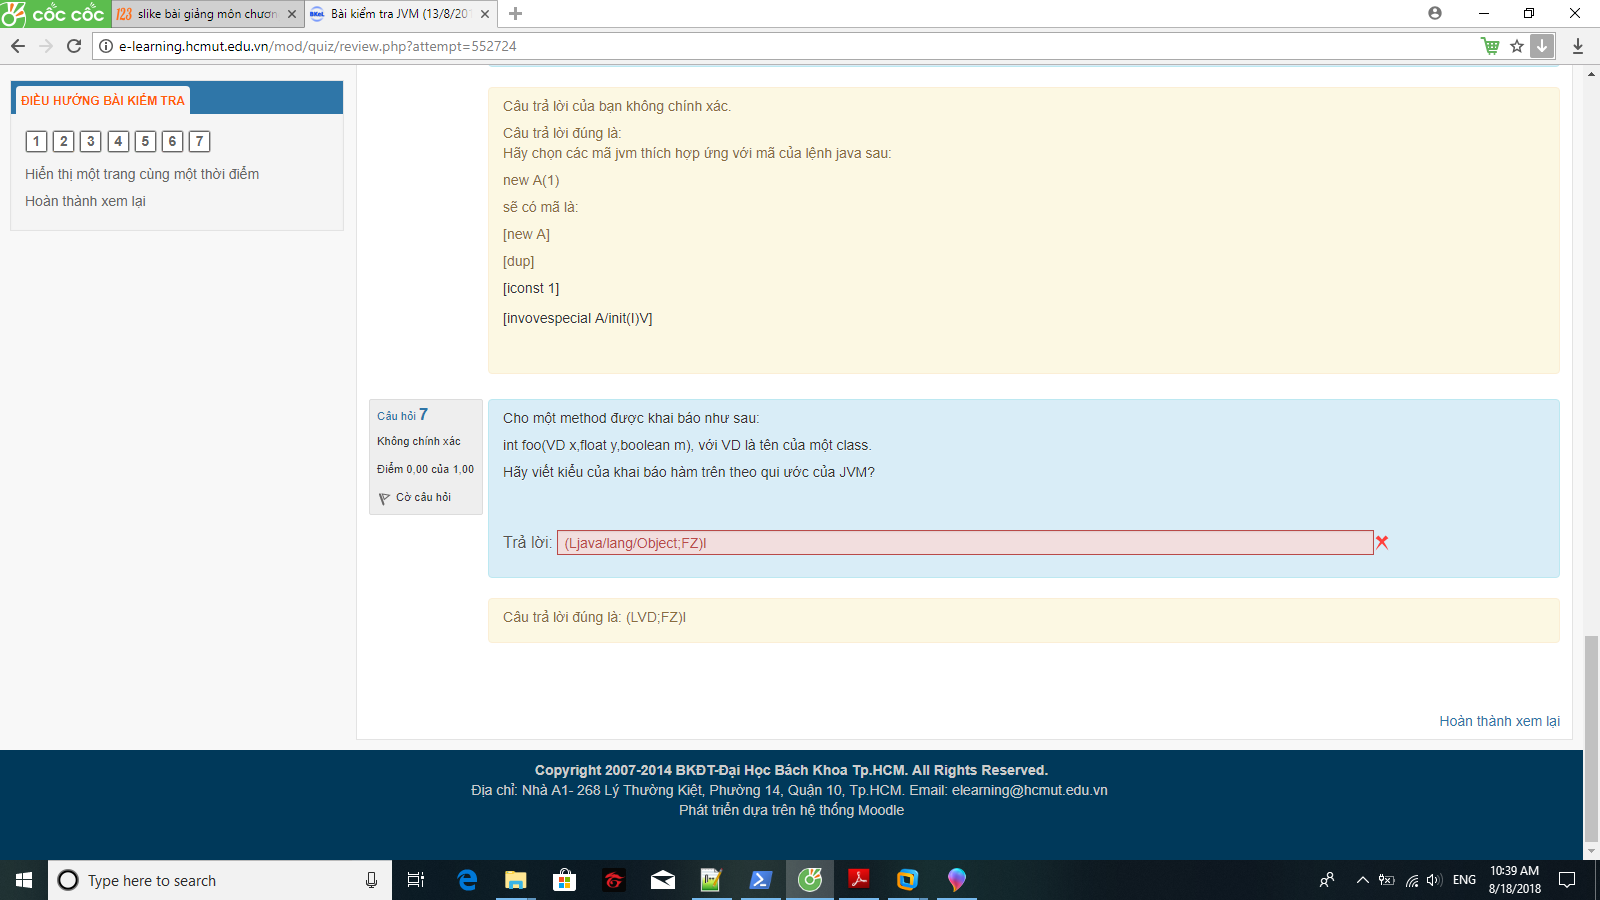 cốc cốc
123 slike bài giảng môn chươn
BKeL Bài kiểm tra JVM (13/8/201
e-learning.hcmut.edu.vn/mod/quiz/review.php?attempt=552724
ĐIỀU HƯỚNG BÀI KIỂM TRA
1 2 3 4 5 6 7
Hiển thị một trang cùng một thời điểm
Hoàn thành xem lại
Câu trả lời của bạn không chính xác.
Câu trả lời đúng là:
Hãy chọn các mã jvm thích hợp ứng với mã của lệnh java sau:
new A(1)
sẽ có mã là:
[new A]
[dup]
[iconst 1]
[invovespecial A/init(I)V]
Câu hỏi 7
Không chính xác
Điểm 0,00 của 1,00
Cờ câu hỏi
Cho một method được khai báo như sau:
int foo(VD x,float y,boolean m), với VD là tên của một class.
Hãy viết kiểu của khai báo hàm trên theo qui ước của JVM?
Trả lời: (Ljava/lang/Object;FZ)I
Câu trả lời đúng là: (LVD;FZ)I
Hoàn thành xem lại
Copyright 2007-2014 BKĐT-Đại Học Bách Khoa Tp.HCM. All Rights Reserved.
Địa chỉ: Nhà A1- 268 Lý Thường Kiệt, Phường 14, Quận 10, Tp.HCM. Email: elearning@hcmut.edu.vn
Phát triển dựa trên hệ thống Moodle
Type here to search
ENG
10:39 AM
8/18/2018